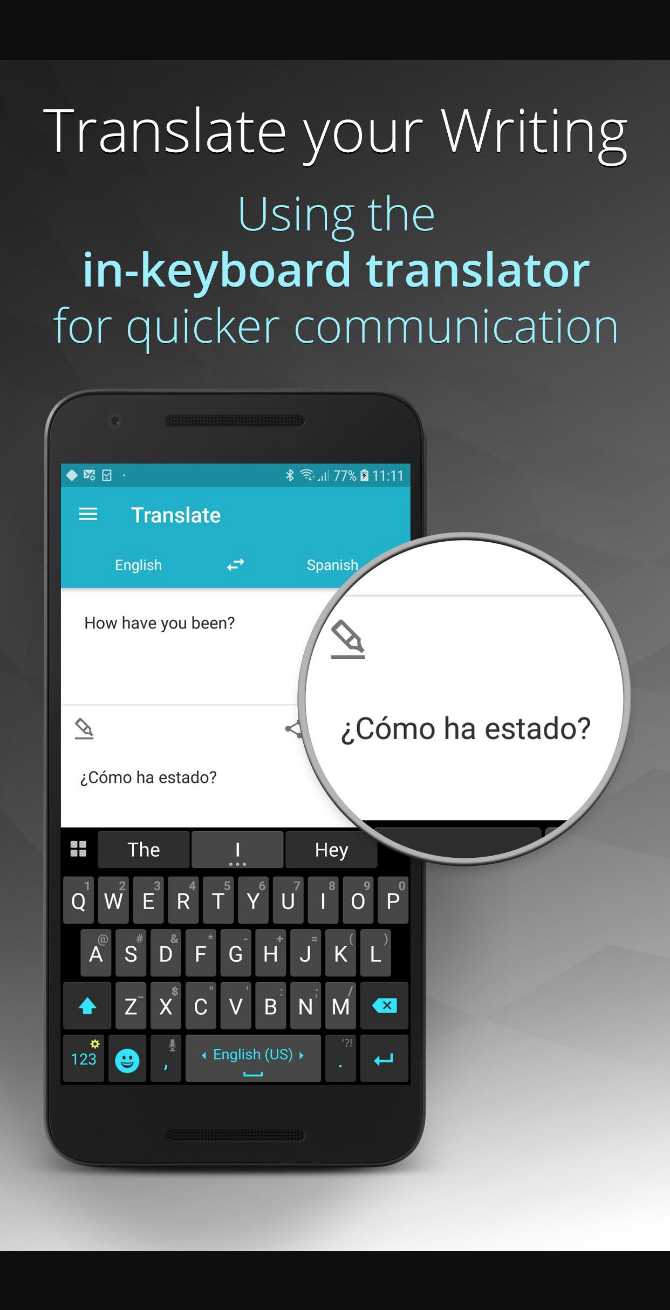 Translate your Writing
Using the
in-keyboard translator
for quicker communication
77% 11:11
Translate
English Spanish
How have you been?
¿Cómo ha estado?
¿Cómo ha estado?
The I Hey
1 2 3 4 5 6 7 8 9 0
Q W E R T Y U I O P
@ # & * - + = ( )
A S D F G H J K L
_ $ " ' : ; /
Z X C V B N M
'?!
123 , English (US) .